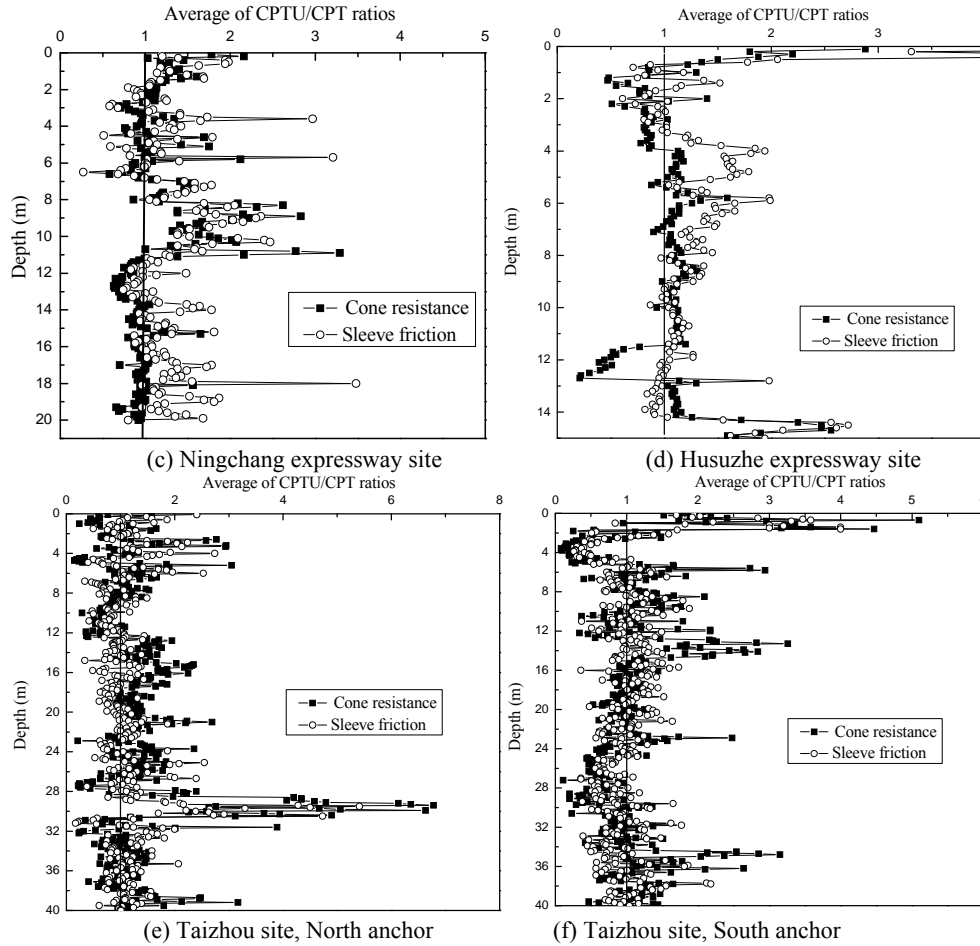 Average of CPTU/CPT ratios
0 1 2 3 4 5
Depth (m)
0
2
4
6
8
10
12
14
16
18
20
Cone resistance
Sleeve friction
(c) Ningchang expressway site
Average of CPTU/CPT ratios
0 1 2 3
Depth (m)
0
2
4
6
8
10
12
14
Cone resistance
Sleeve friction
(d) Husuzhe expressway site
Average of CPTU/CPT ratios
0 2 4 6 8
Depth (m)
0
4
8
12
16
20
24
28
32
36
40
Cone resistance
Sleeve friction
(e) Taizhou site, North anchor
Average of CPTU/CPT ratios
0 1 2 3 4 5 6
Depth (m)
0
4
8
12
16
20
24
28
32
36
40
Cone resistance
Sleeve friction
(f) Taizhou site, South anchor